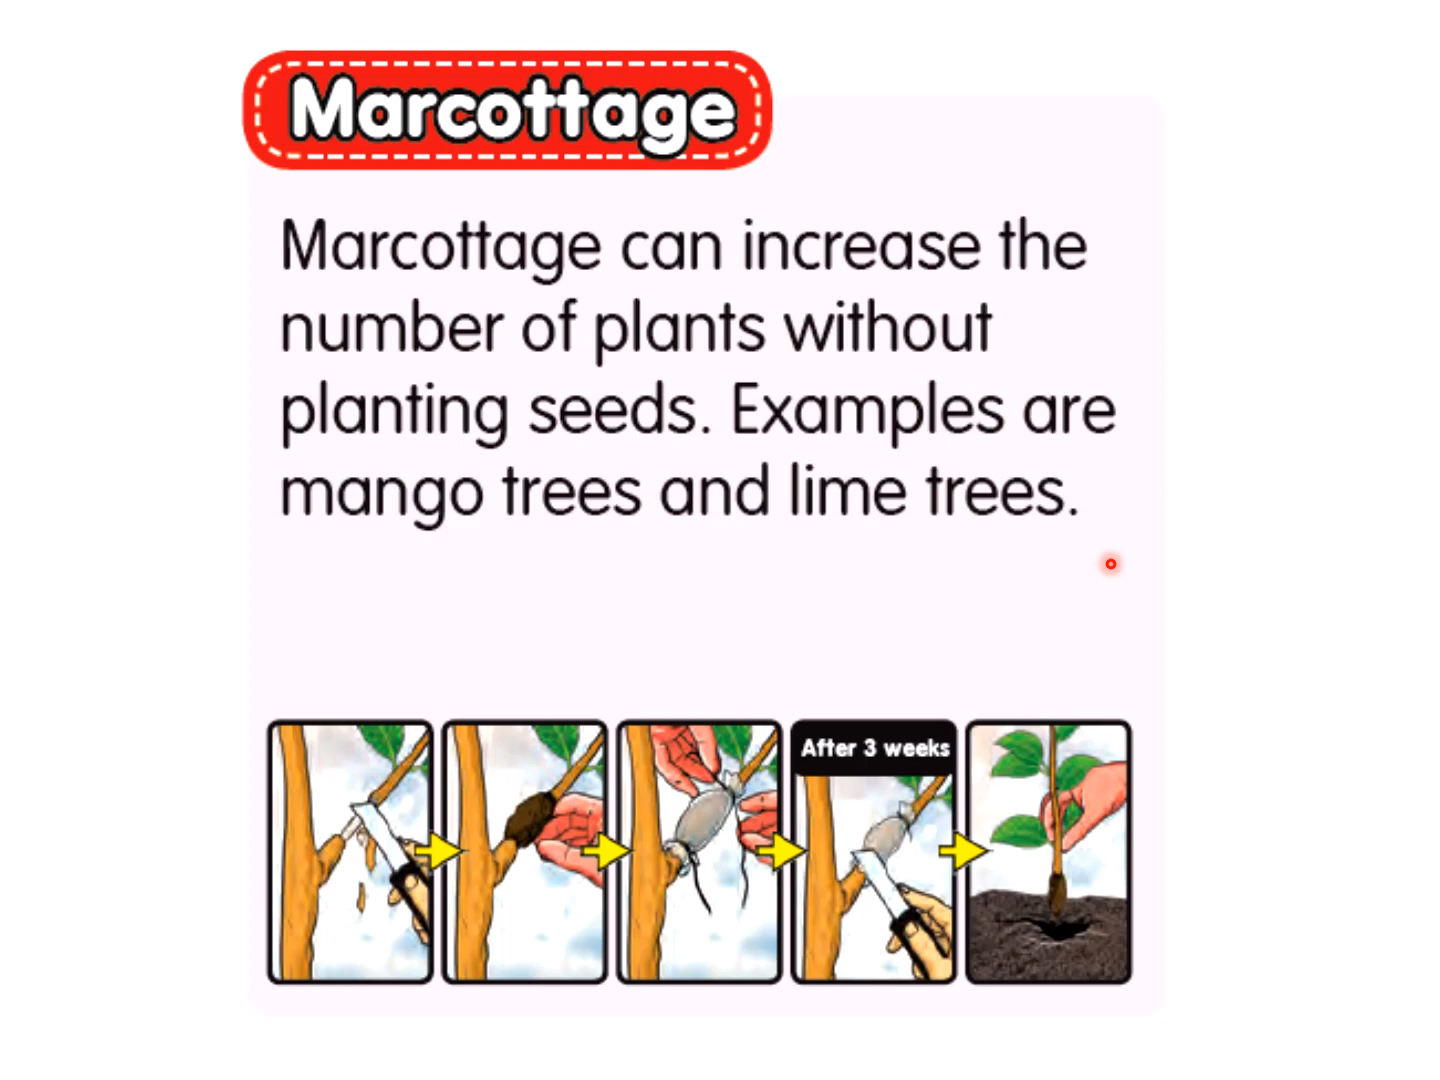 Marcottage
Marcottage can increase the
number of plants without
planting seeds. Examples are
mango trees and lime trees.
After 3 weeks